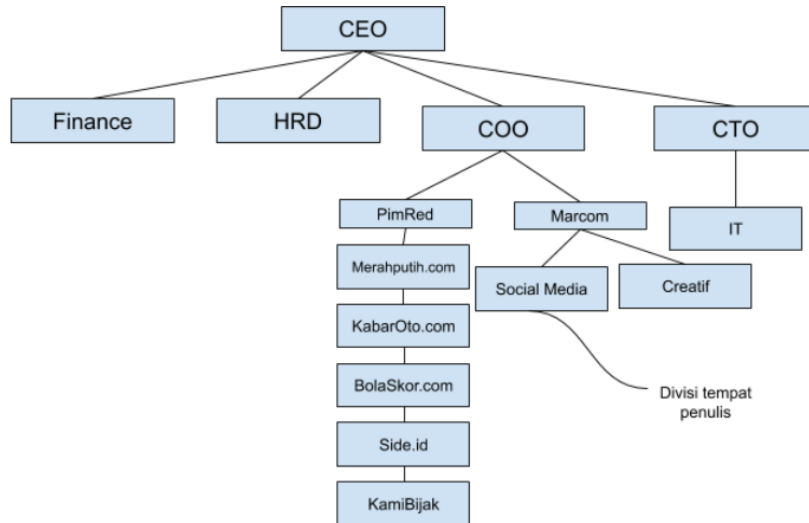 CEO
Finance
HRD
COO
CTO
PimRed
Marcom
IT
Merahputih.com
Social Media
Creatif
KabarOto.com
BolaSkor.com
Divisi tempat
penulis
Side.id
KamiBijak